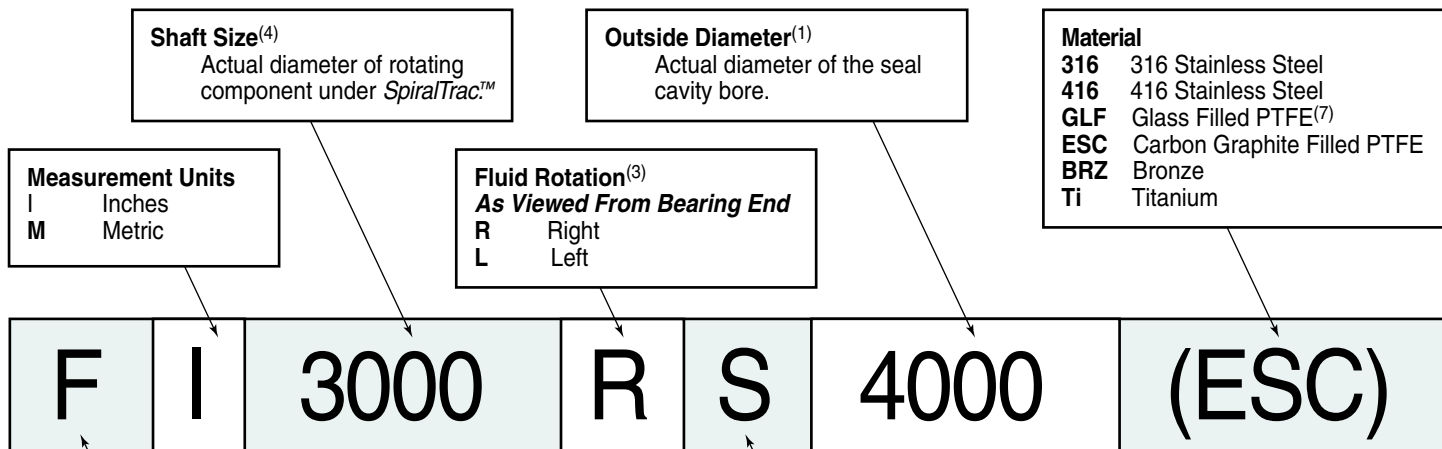 Shaft Size(4)
Actual diameter of rotating
component under SpiralTrac.™
Outside Diameter(1)
Actual diameter of the seal
cavity bore.
Material
316 316 Stainless Steel
416 416 Stainless Steel
GLF Glass Filled PTFE(7)
ESC Carbon Graphite Filled PTFE
BRZ Bronze
Ti Titanium
Measurement Units
I Inches
M Metric
Fluid Rotation(3)
As Viewed From Bearing End
R Right
L Left
F I 3000 R S 4000 (ESC)